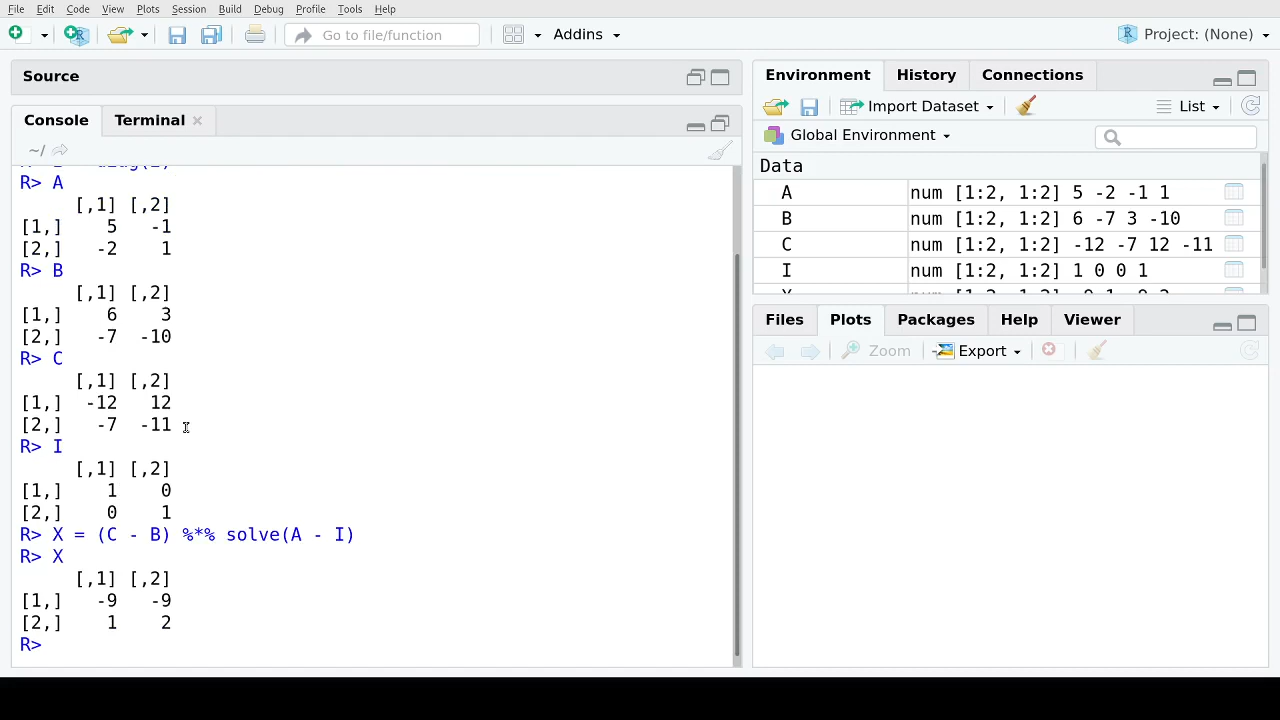 File Edit Code View Plots Session Build Debug Profile Tools Help
Go to file/function Addins Project: (None)
Source
Console Terminal
~/
R> A
[,1] [,2]
[1,] 5 -1
[2,] -2 1
R> B
[,1] [,2]
[1,] 6 3
[2,] -7 -10
R> C
[,1] [,2]
[1,] -12 12
[2,] -7 -11
R> I
[,1] [,2]
[1,] 1 0
[2,] 0 1
R> X = (C - B) %*% solve(A - I)
R> X
[,1] [,2]
[1,] -9 -9
[2,] 1 2
R>
Environment History Connections
Import Dataset List
Global Environment
Data
A num [1:2, 1:2] 5 -2 -1 1
B num [1:2, 1:2] 6 -7 3 -10
C num [1:2, 1:2] -12 -7 12 -11
I num [1:2, 1:2] 1 0 0 1
Files Plots Packages Help Viewer
Zoom Export